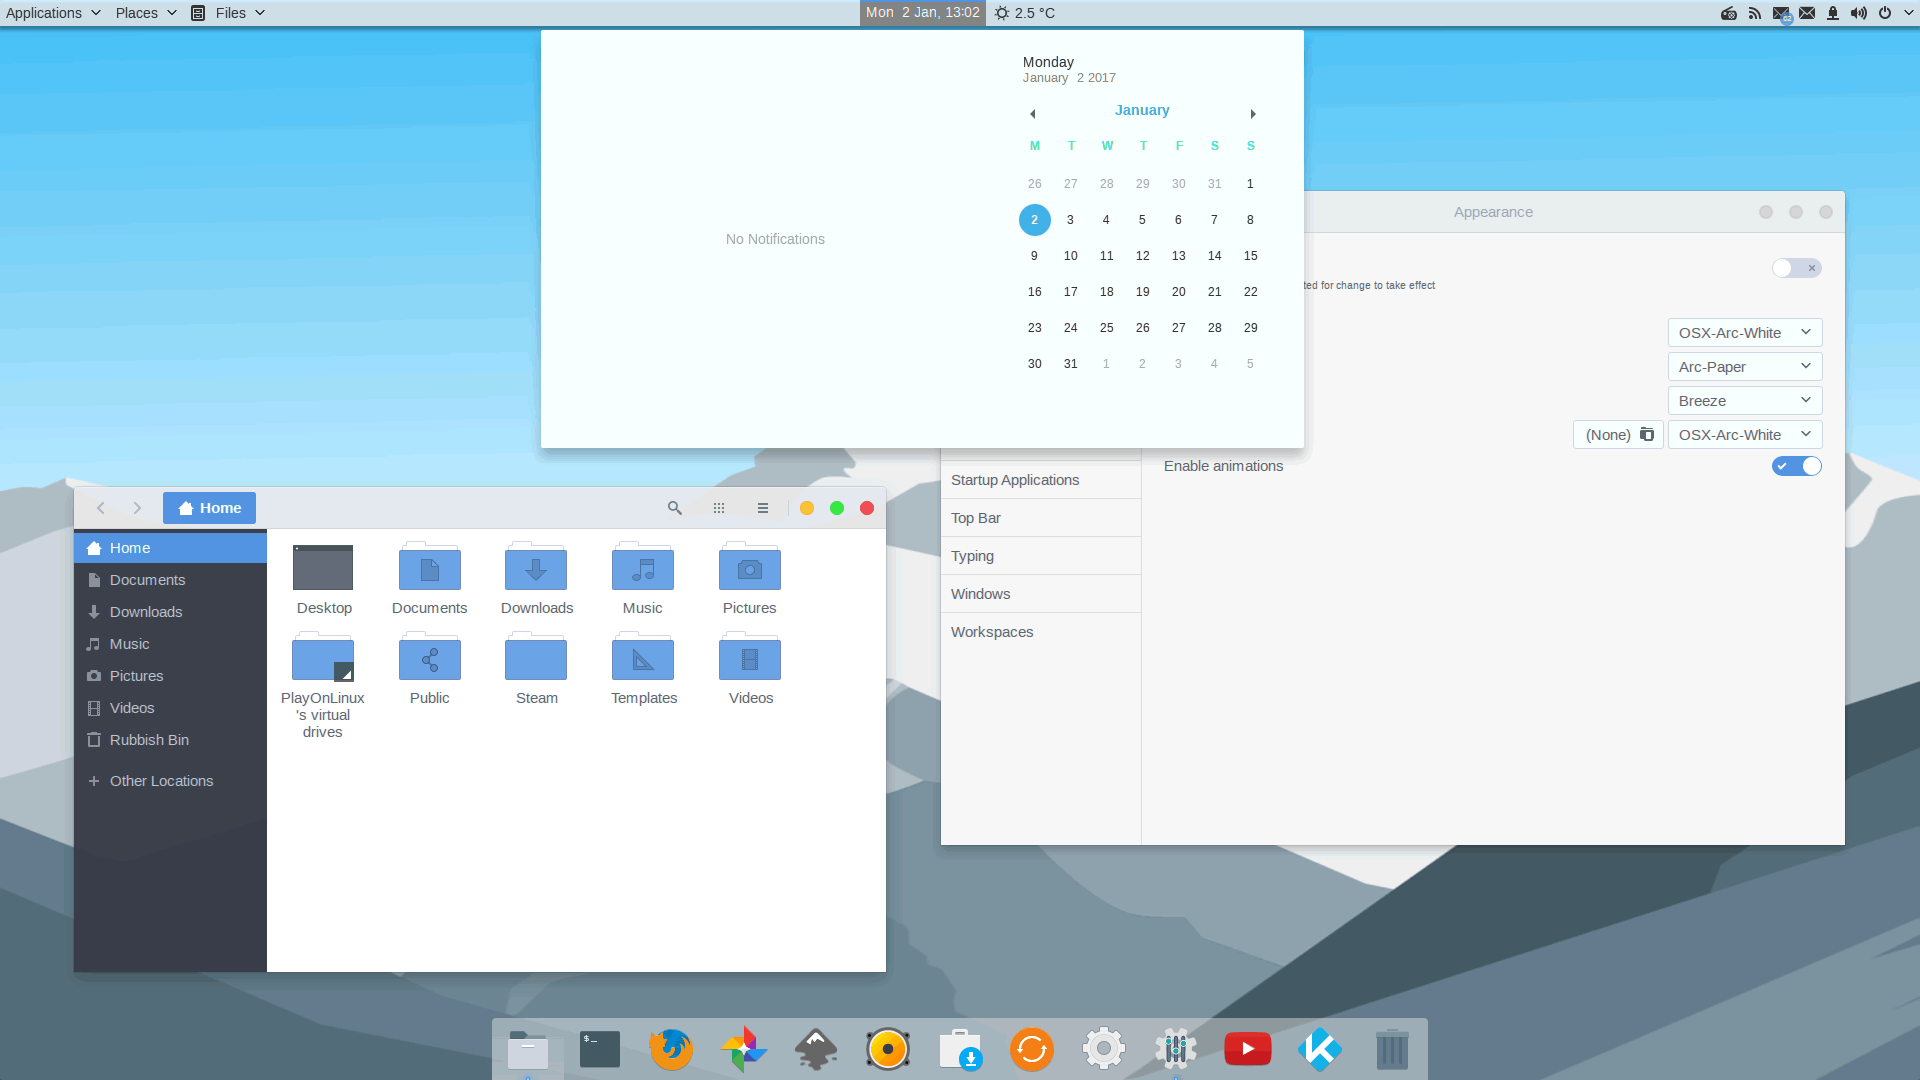 Applications Places Files Mon 2 Jan, 13:02 2.5 °C 02
Monday
January 2 2017
January
M T W T F S S
26 27 28 29 30 31 1
2 3 4 5 6 7 8
9 10 11 12 13 14 15
16 17 18 19 20 21 22
23 24 25 26 27 28 29
30 31 1 2 3 4 5
No Notifications
Appearance
ted for change to take effect
OSX-Arc-White
Arc-Paper
Breeze
(None) OSX-Arc-White
Enable animations
Startup Applications
Top Bar
Typing
Windows
Workspaces
Home
Home
Documents
Downloads
Music
Pictures
Videos
Rubbish Bin
Other Locations
Desktop Documents Downloads Music Pictures
PlayOnLinux Public Steam Templates Videos
's virtual
drives
$_